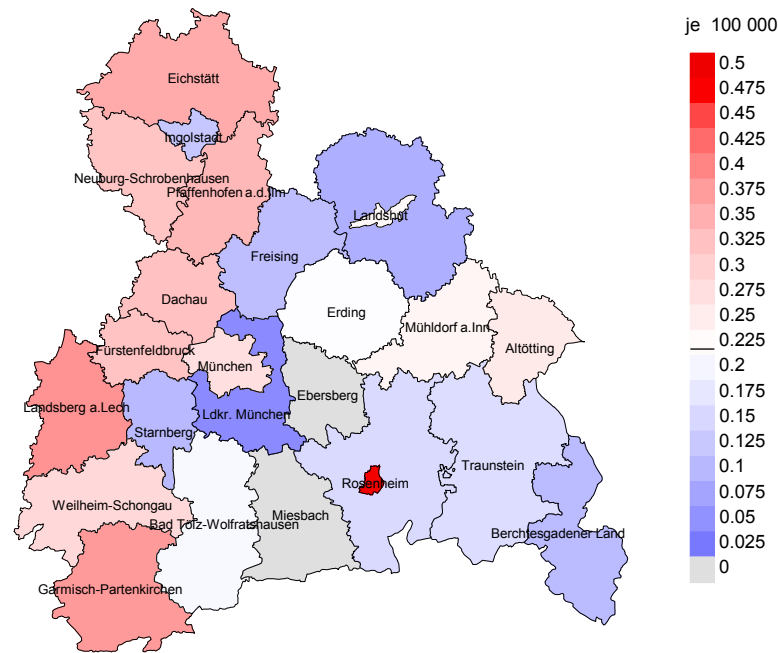 je 100 000
0.5
0.475
0.45
0.425
0.4
0.375
0.35
0.325
0.3
0.275
0.25
0.225
0.2
0.175
0.15
0.125
0.1
0.075
0.05
0.025
0
Eichstätt
Ingolstadt
Neuburg-Schrobenhausen
Pfaffenhofen a.d.Ilm
Landshut
Freising
Dachau
Erding
Mühldorf a.Inn
Altötting
Fürstenfeldbruck
München
Ebersberg
Landsberg a.Lech
Ldkr. München
Starnberg
Traunstein
Rosenheim
Weilheim-Schongau
Miesbach
Bad Tölz-Wolfratshausen
Berchtesgadener Land
Garmisch-Partenkirchen